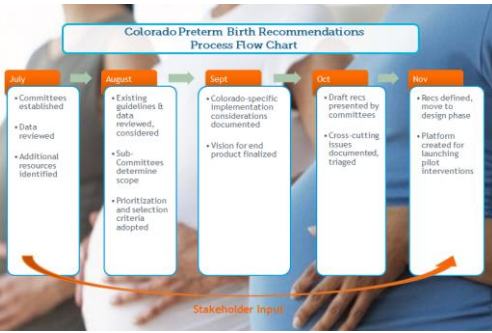 Colorado Preterm Birth Recommendations
Process Flow Chart
July
• Committees
established
• Data
reviewed
• Additional
resources
identified
August
• Existing
guidelines &
data
reviewed,
considered
• Sub-
Committees
determine
scope
• Prioritization
and selection
criteria
adopted
Sept
• Colorado-specific
implementation
considerations
documented
• Vision for end
product finalized
Oct
• Draft recs
presented by
committees
• Cross-cutting
issues
documented,
triaged
Nov
• Recs defined,
move to
design phase
• Platform
created for
launching
pilot
interventions
Stakeholder Input